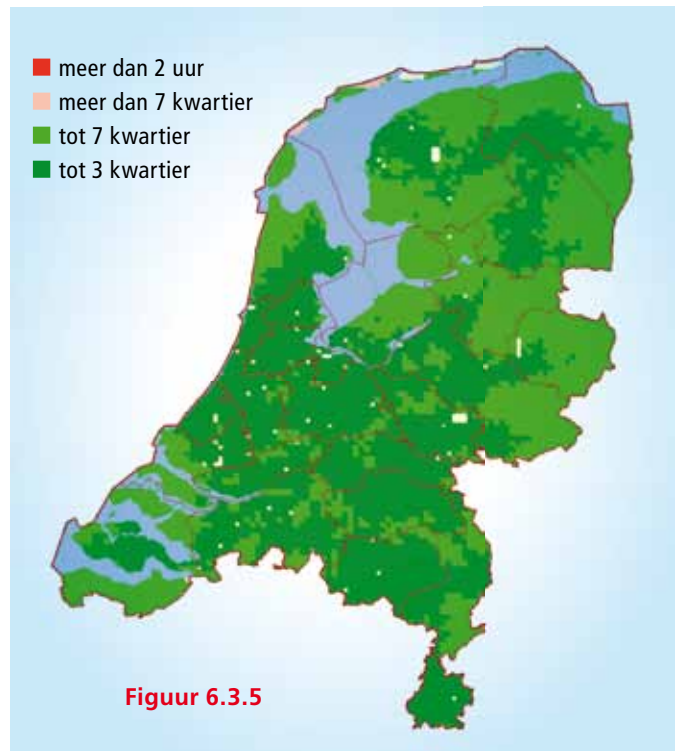 meer dan 2 uur
meer dan 7 kwartier
tot 7 kwartier
tot 3 kwartier
Figuur 6.3.5